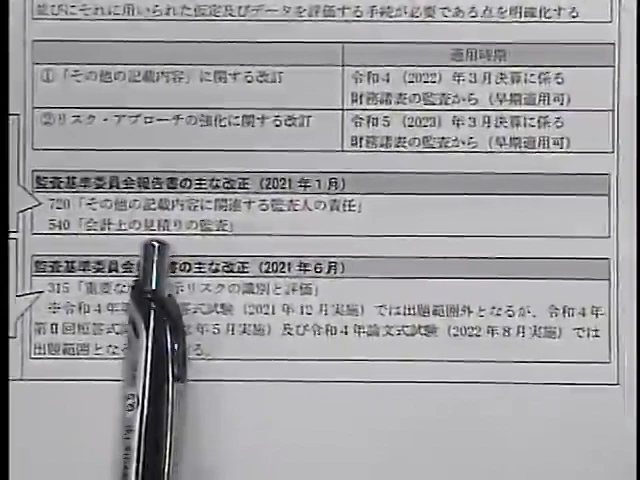 並びにそれに用いられた仮定及びデータを評価する手続が必要である点を明確化する
適用時期
①「その他の記載内容」に関する改訂
令和4(2022)年3月決算に係る
財務諸表の監査から(早期適用可)
②リスク・アプローチの強化に関する改訂
令和5(2023)年3月決算に係る
財務諸表の監査から(早期適用可)
監査基準委員会報告書の主な改正(2021年1月)
720「その他の記載内容に関連する監査人の責任」
540「会計上の見積りの監査」
監査基準委員会 書の主な改正(2021年6月)
315「重要な 示リスクの識別と評価」
※令和4年 答式試験(2021年12月実施)では出題範囲外となるが、令和4年
第Ⅱ回短答式 年5月実施)及び令和4年論文式試験(2022年8月実施)では
出題範囲とな る。